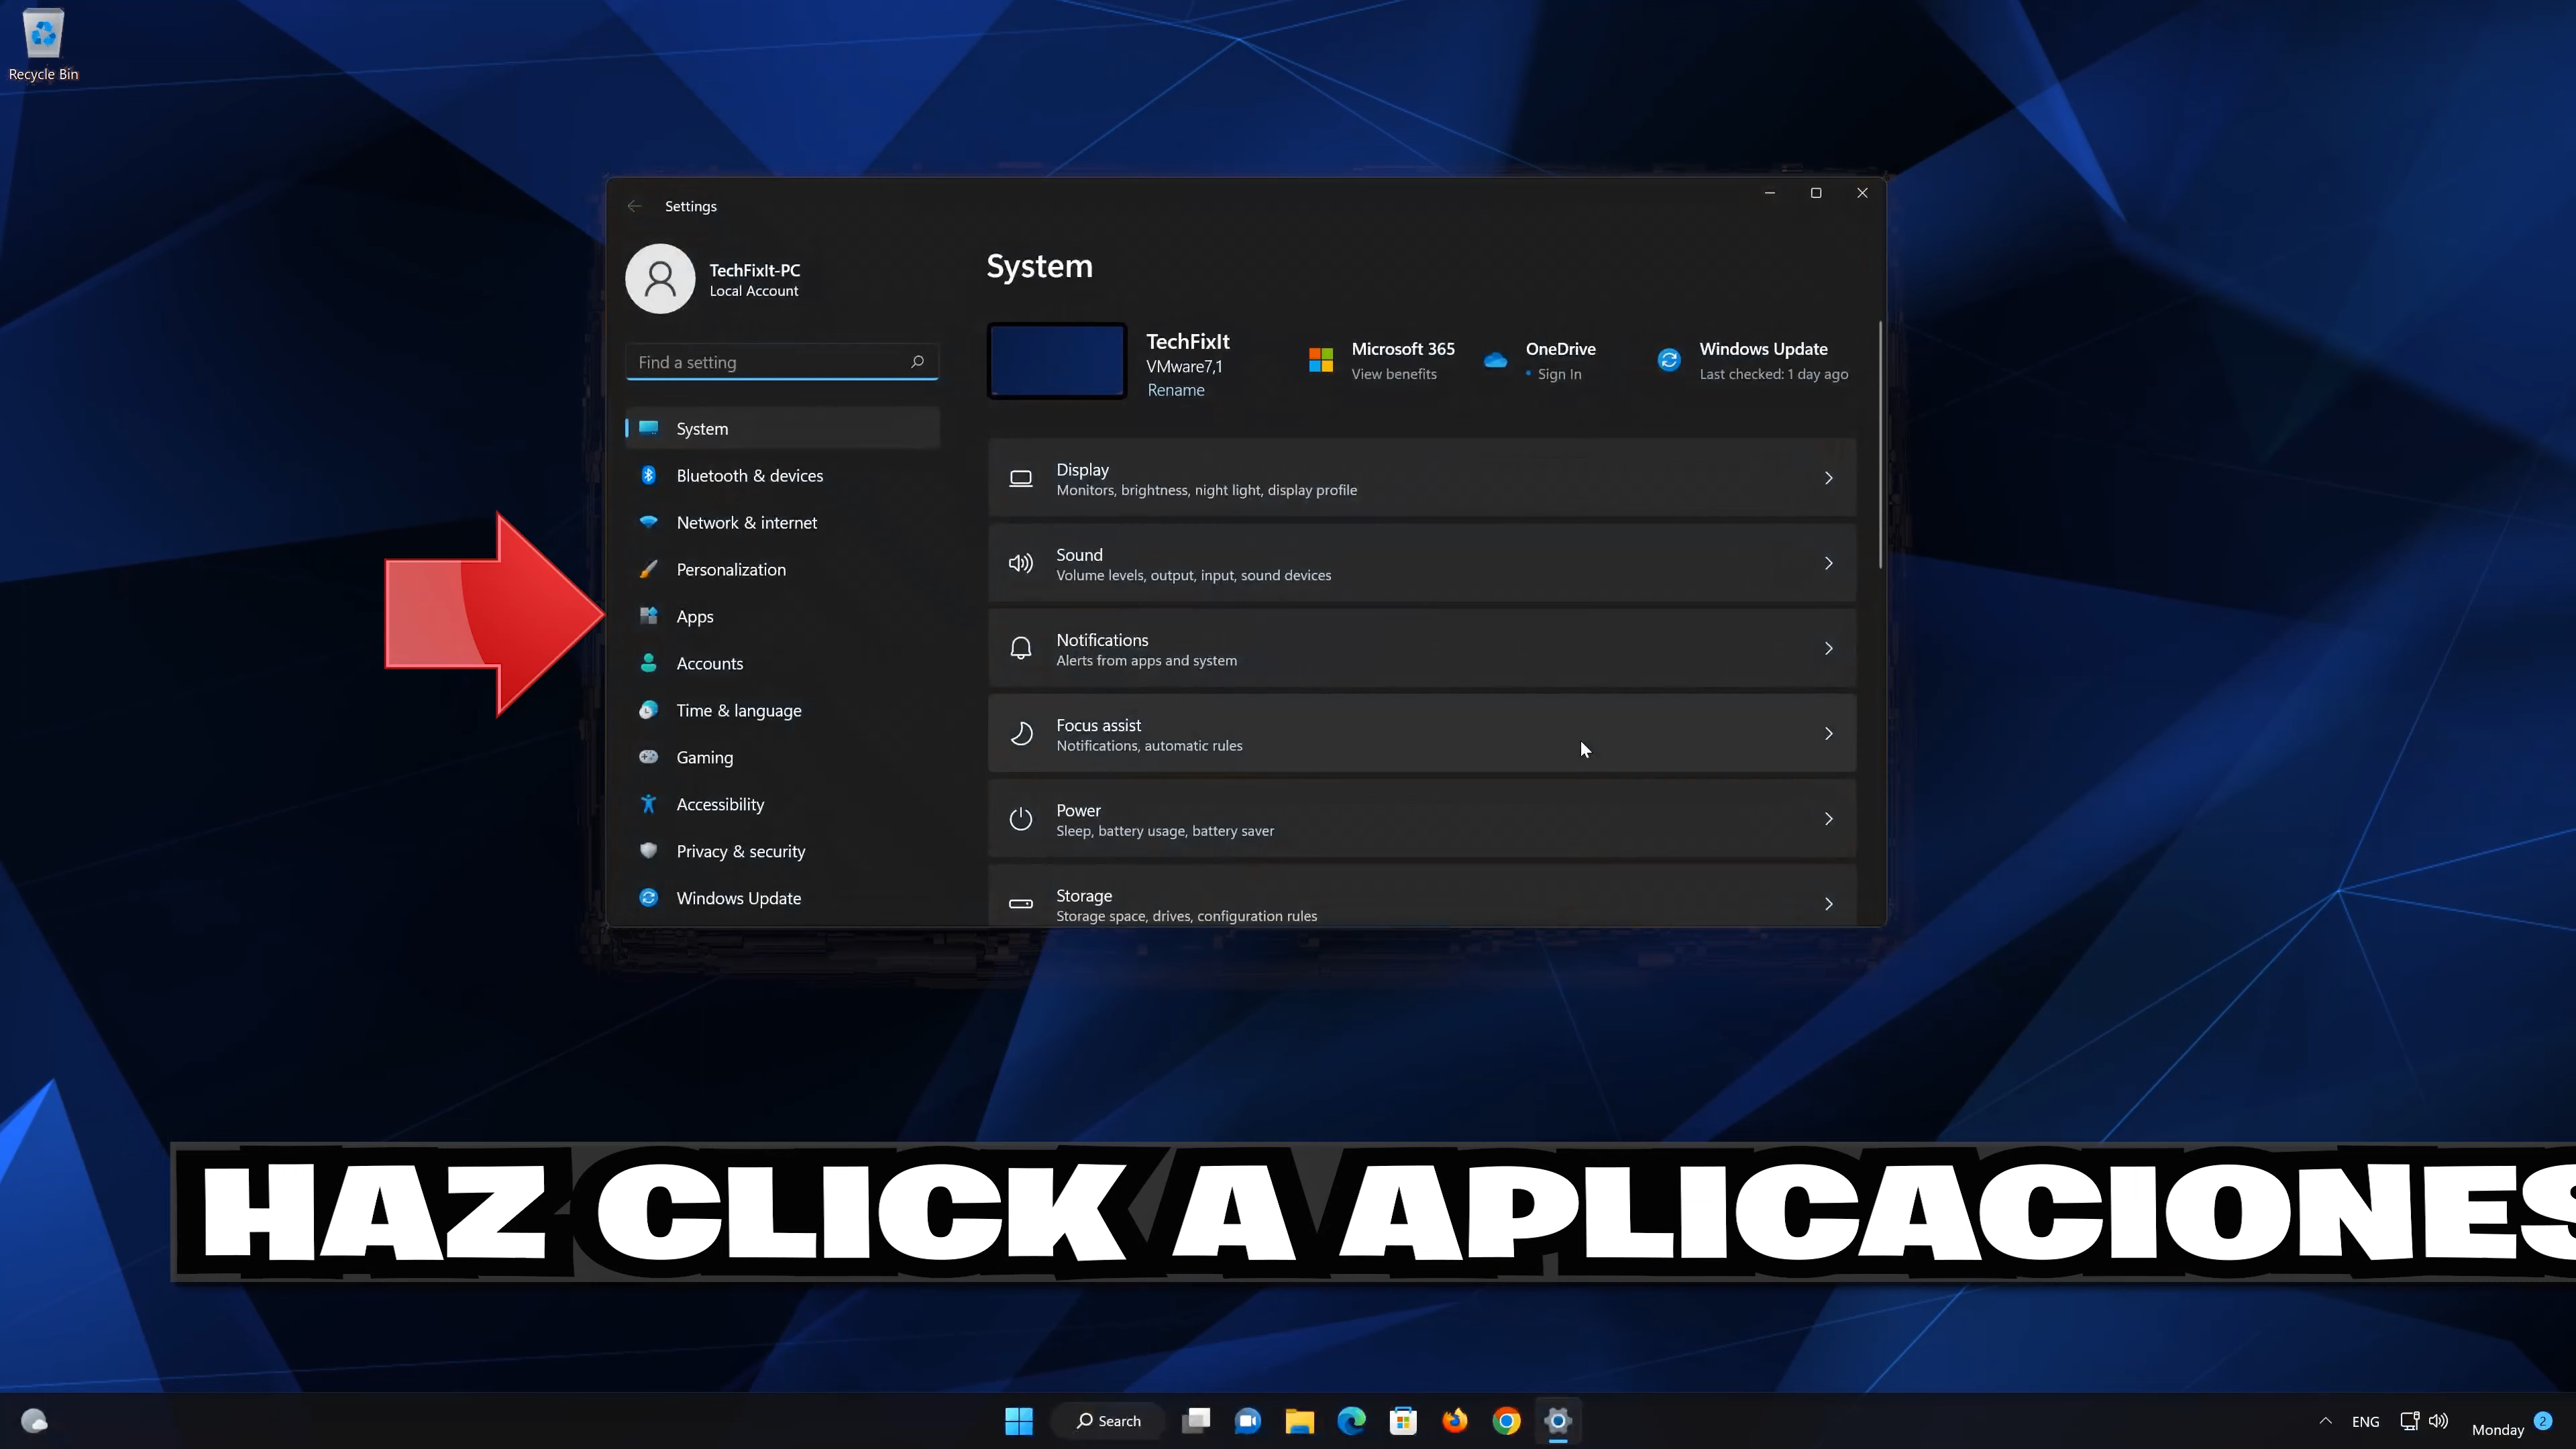 Recycle Bin
Settings
TechFixIt-PC
Local Account
Find a setting
System
Bluetooth & devices
Network & internet
Personalization
Apps
Accounts
Time & language
Gaming
Accessibility
Privacy & security
Windows Update
System
TechFixIt
VMware7,1
Rename
Microsoft 365
View benefits
OneDrive
Sign In
Windows Update
Last checked: 1 day ago
Display
Monitors, brightness, night light, display profile
Sound
Volume levels, output, input, sound devices
Notifications
Alerts from apps and system
Focus assist
Notifications, automatic rules
Power
Sleep, battery usage, battery saver
Storage
Storage space, drives, configuration rules
HAZ CLICK A APLICACIONES
Search
ENG
Monday
2